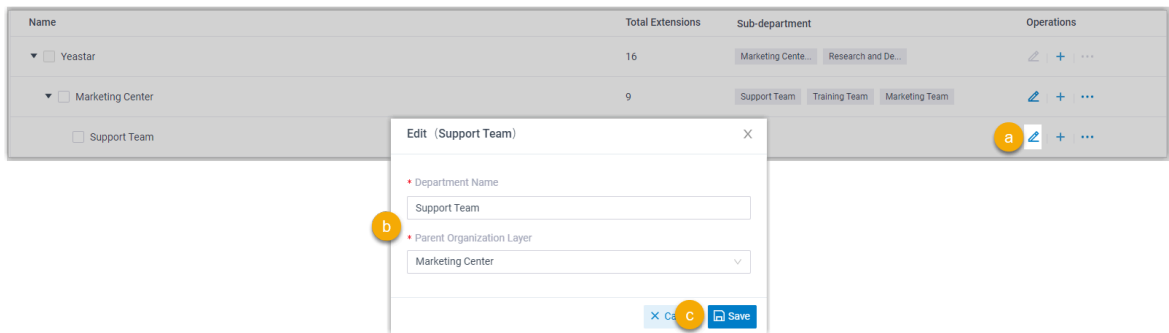 Name Total Extensions Sub-department Operations
Yeastar 16 Marketing Cente... Research and De...
Marketing Center 9 Support Team Training Team Marketing Team
Support Team a
Edit (Support Team)
* Department Name
Support Team
b
* Parent Organization Layer
Marketing Center
c Save